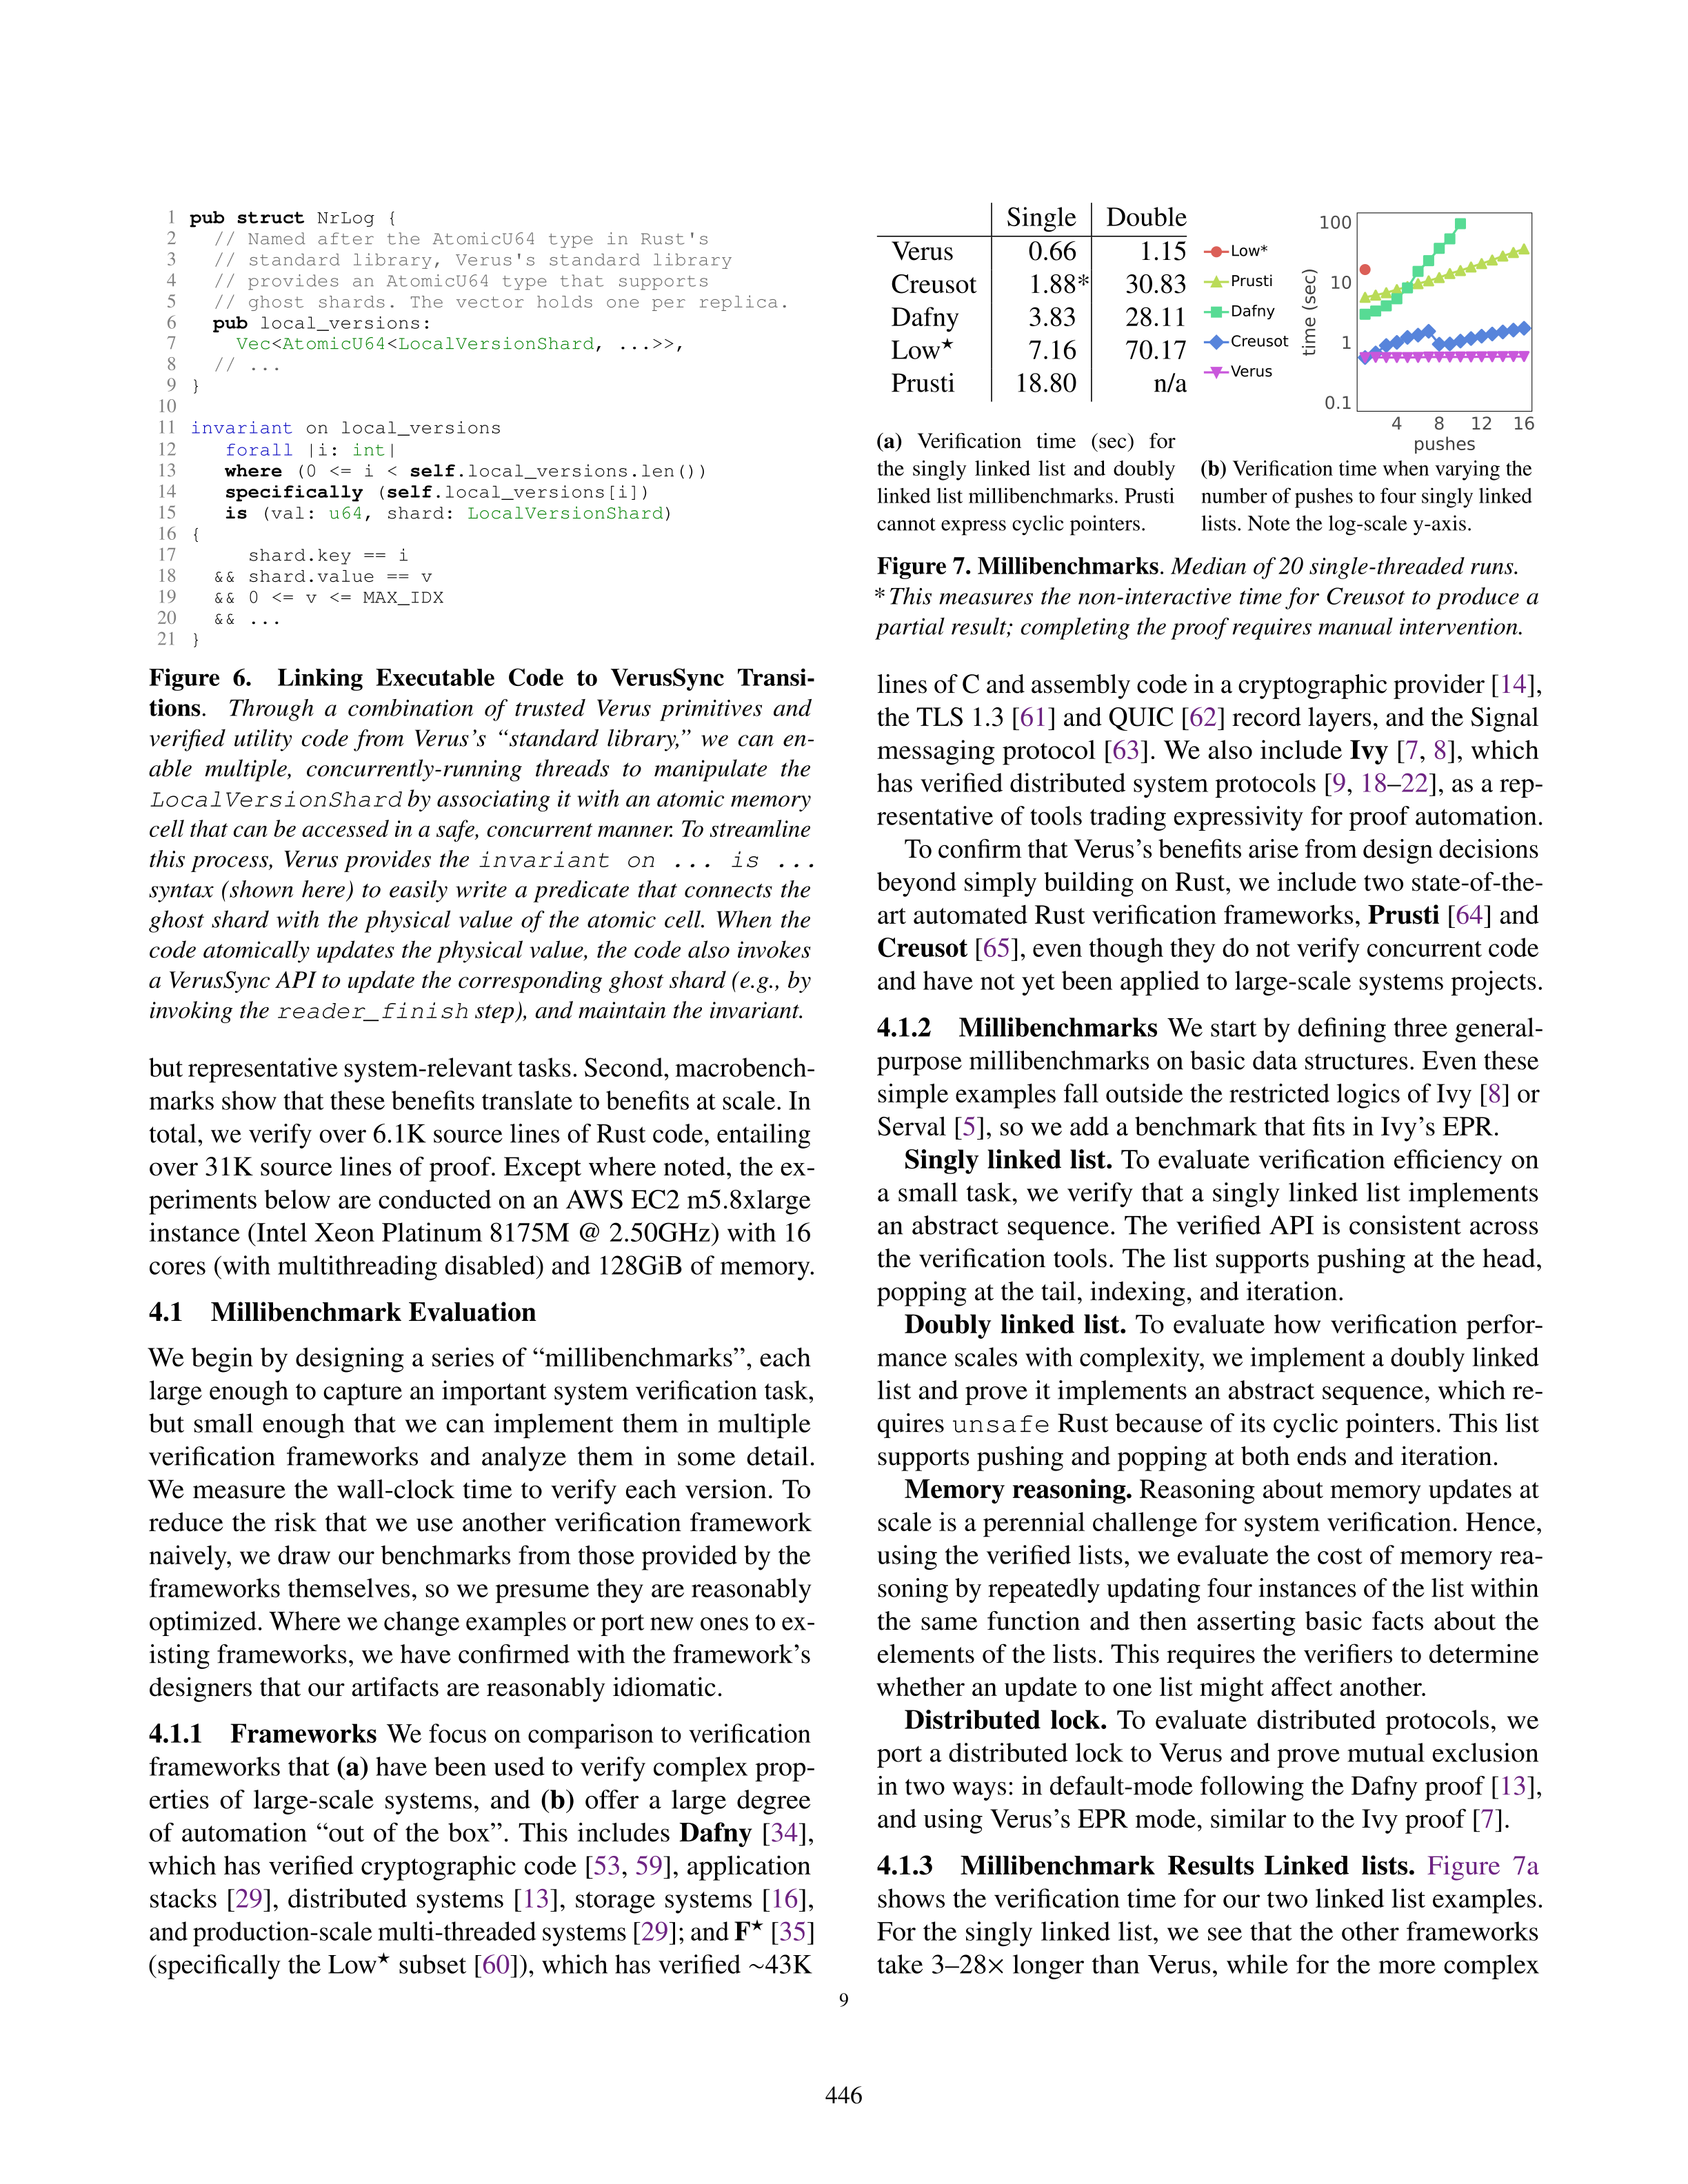 1 pub struct NrLog {
2 // Named after the AtomicU64 type in Rust's
3 // standard library, Verus's standard library
4 // provides an AtomicU64 type that supports
5 // ghost shards. The vector holds one per replica.
6 pub local_versions:
7 Vec<AtomicU64<LocalVersionShard, ...>>,
8 // ...
9 }
10
11 invariant on local_versions
12 forall |i: int|
13 where (0 <= i < self.local_versions.len())
14 specifically (self.local_versions[i])
15 is (val: u64, shard: LocalVersionShard)
16 {
17 shard.key == i
18 && shard.value == v
19 && 0 <= v <= MAX_IDX
20 && ...
21 }
Figure 6. Linking Executable Code to VerusSync Transi-
tions. Through a combination of trusted Verus primitives and
verified utility code from Verus's “standard library,” we can en-
able multiple, concurrently-running threads to manipulate the
LocalVersionShard by associating it with an atomic memory
cell that can be accessed in a safe, concurrent manner. To streamline
this process, Verus provides the invariant on ... is ...
syntax (shown here) to easily write a predicate that connects the
ghost shard with the physical value of the atomic cell. When the
code atomically updates the physical value, the code also invokes
a VerusSync API to update the corresponding ghost shard (e.g., by
invoking the reader_finish step), and maintain the invariant.
but representative system-relevant tasks. Second, macrobench-
marks show that these benefits translate to benefits at scale. In
total, we verify over 6.1K source lines of Rust code, entailing
over 31K source lines of proof. Except where noted, the ex-
periments below are conducted on an AWS EC2 m5.8xlarge
instance (Intel Xeon Platinum 8175M @ 2.50GHz) with 16
cores (with multithreading disabled) and 128GiB of memory.
4.1 Millibenchmark Evaluation
We begin by designing a series of “millibenchmarks”, each
large enough to capture an important system verification task,
but small enough that we can implement them in multiple
verification frameworks and analyze them in some detail.
We measure the wall-clock time to verify each version. To
reduce the risk that we use another verification framework
naively, we draw our benchmarks from those provided by the
frameworks themselves, so we presume they are reasonably
optimized. Where we change examples or port new ones to ex-
isting frameworks, we have confirmed with the framework's
designers that our artifacts are reasonably idiomatic.
4.1.1 Frameworks We focus on comparison to verification
frameworks that (a) have been used to verify complex prop-
erties of large-scale systems, and (b) offer a large degree
of automation “out of the box”. This includes Dafny [34],
which has verified cryptographic code [53, 59], application
stacks [29], distributed systems [13], storage systems [16],
and production-scale multi-threaded systems [29]; and F★ [35]
(specifically the Low★ subset [60]), which has verified ~43K
Single Double
Verus 0.66 1.15
Creusot 1.88* 30.83
Dafny 3.83 28.11
Low★ 7.16 70.17
Prusti 18.80 n/a
(a) Verification time (sec) for
the singly linked list and doubly
linked list millibenchmarks. Prusti
cannot express cyclic pointers.
Low*
Prusti
Dafny
Creusot
Verus
time (sec)
100
10
1
0.1
4 8 12 16
pushes
(b) Verification time when varying the
number of pushes to four singly linked
lists. Note the log-scale y-axis.
Figure 7. Millibenchmarks. Median of 20 single-threaded runs.
*This measures the non-interactive time for Creusot to produce a
partial result; completing the proof requires manual intervention.
lines of C and assembly code in a cryptographic provider [14],
the TLS 1.3 [61] and QUIC [62] record layers, and the Signal
messaging protocol [63]. We also include Ivy [7, 8], which
has verified distributed system protocols [9, 18–22], as a rep-
resentative of tools trading expressivity for proof automation.
To confirm that Verus's benefits arise from design decisions
beyond simply building on Rust, we include two state-of-the-
art automated Rust verification frameworks, Prusti [64] and
Creusot [65], even though they do not verify concurrent code
and have not yet been applied to large-scale systems projects.
4.1.2 Millibenchmarks We start by defining three general-
purpose millibenchmarks on basic data structures. Even these
simple examples fall outside the restricted logics of Ivy [8] or
Serval [5], so we add a benchmark that fits in Ivy's EPR.
Singly linked list. To evaluate verification efficiency on
a small task, we verify that a singly linked list implements
an abstract sequence. The verified API is consistent across
the verification tools. The list supports pushing at the head,
popping at the tail, indexing, and iteration.
Doubly linked list. To evaluate how verification perfor-
mance scales with complexity, we implement a doubly linked
list and prove it implements an abstract sequence, which re-
quires unsafe Rust because of its cyclic pointers. This list
supports pushing and popping at both ends and iteration.
Memory reasoning. Reasoning about memory updates at
scale is a perennial challenge for system verification. Hence,
using the verified lists, we evaluate the cost of memory rea-
soning by repeatedly updating four instances of the list within
the same function and then asserting basic facts about the
elements of the lists. This requires the verifiers to determine
whether an update to one list might affect another.
Distributed lock. To evaluate distributed protocols, we
port a distributed lock to Verus and prove mutual exclusion
in two ways: in default-mode following the Dafny proof [13],
and using Verus's EPR mode, similar to the Ivy proof [7].
4.1.3 Millibenchmark Results Linked lists. Figure 7a
shows the verification time for our two linked list examples.
For the singly linked list, we see that the other frameworks
take 3–28× longer than Verus, while for the more complex
9
446